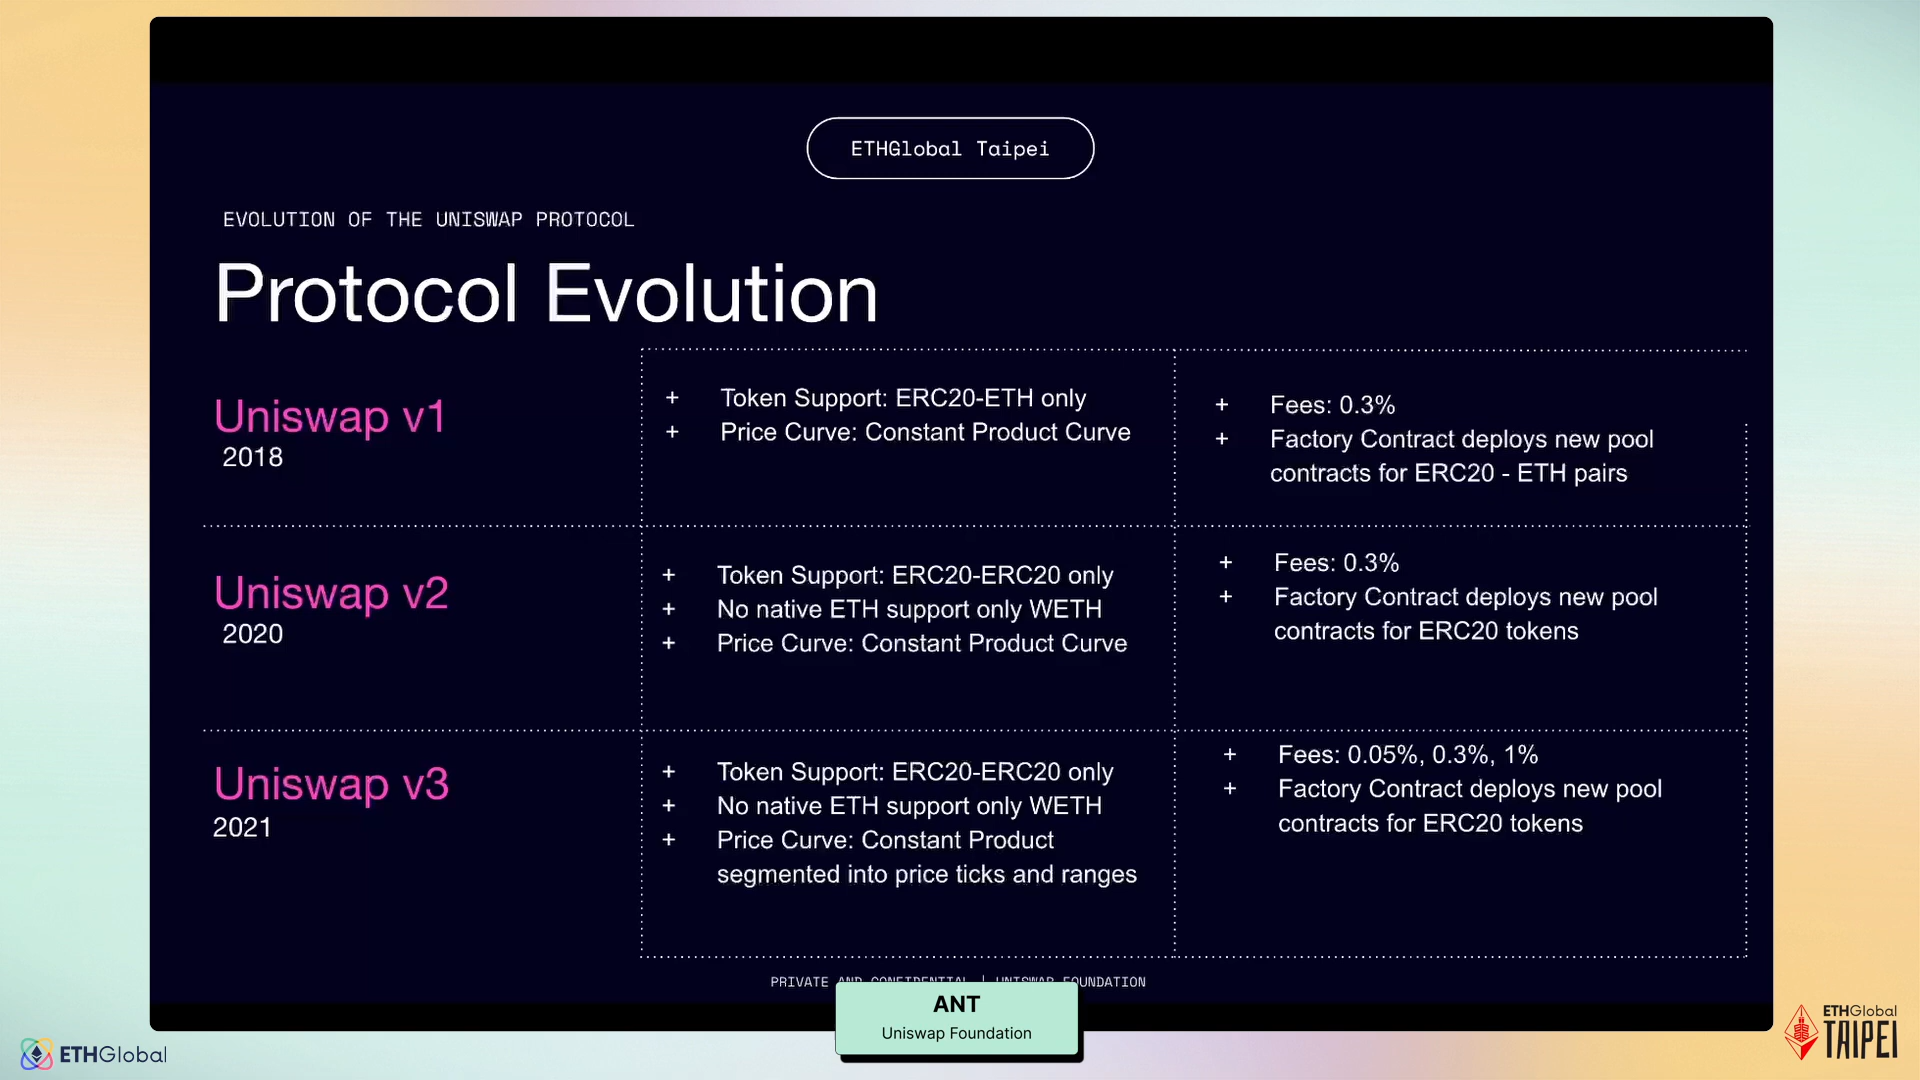 ETHGlobal Taipei
EVOLUTION OF THE UNISWAP PROTOCOL
Protocol Evolution
Uniswap v1
2018
+ Token Support: ERC20-ETH only
+ Price Curve: Constant Product Curve
+ Fees: 0.3%
+ Factory Contract deploys new pool
contracts for ERC20 - ETH pairs
Uniswap v2
2020
+ Token Support: ERC20-ERC20 only
+ No native ETH support only WETH
+ Price Curve: Constant Product Curve
+ Fees: 0.3%
+ Factory Contract deploys new pool
contracts for ERC20 tokens
Uniswap v3
2021
+ Token Support: ERC20-ERC20 only
+ No native ETH support only WETH
+ Price Curve: Constant Product
segmented into price ticks and ranges
+ Fees: 0.05%, 0.3%, 1%
+ Factory Contract deploys new pool
contracts for ERC20 tokens
PRIVATE AND CONFIDENTIAL | UNISWAP FOUNDATION
ANT
Uniswap Foundation
ETHGlobal
ETHGlobal
TAIPEI